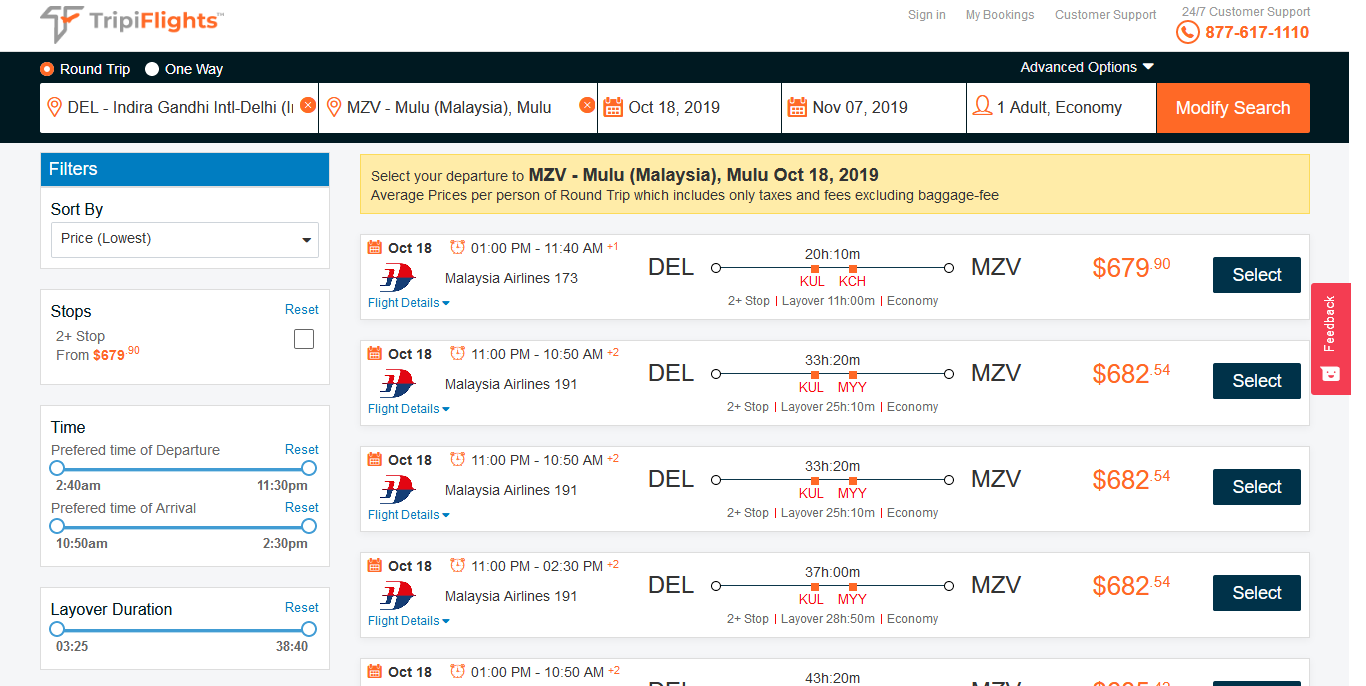 TripiFlights™
Sign in My Bookings Customer Support 24/7 Customer Support
877-617-1110
Round Trip One Way Advanced Options
DEL - Indira Gandhi Intl-Delhi (I MZV - Mulu (Malaysia), Mulu Oct 18, 2019 Nov 07, 2019 1 Adult, Economy Modify Search
Filters
Sort By
Price (Lowest)
Stops Reset
2+ Stop
From $679.90
Time
Prefered time of Departure Reset
2:40am 11:30pm
Prefered time of Arrival Reset
10:50am 2:30pm
Layover Duration Reset
03:25 38:40
Select your departure to MZV - Mulu (Malaysia), Mulu Oct 18, 2019
Average Prices per person of Round Trip which includes only taxes and fees excluding baggage-fee
Oct 18 01:00 PM - 11:40 AM +1
Malaysia Airlines 173
Flight Details
DEL 20h:10m MZV
KUL KCH
2+ Stop | Layover 11h:00m | Economy
$679.90 Select
Oct 18 11:00 PM - 10:50 AM +2
Malaysia Airlines 191
Flight Details
DEL 33h:20m MZV
KUL MYY
2+ Stop | Layover 25h:10m | Economy
$682.54 Select
Oct 18 11:00 PM - 10:50 AM +2
Malaysia Airlines 191
Flight Details
DEL 33h:20m MZV
KUL MYY
2+ Stop | Layover 25h:10m | Economy
$682.54 Select
Oct 18 11:00 PM - 02:30 PM +2
Malaysia Airlines 191
Flight Details
DEL 37h:00m MZV
KUL MYY
2+ Stop | Layover 28h:50m | Economy
$682.54 Select
Oct 18 01:00 PM - 10:50 AM +2
43h:20m
Feedback